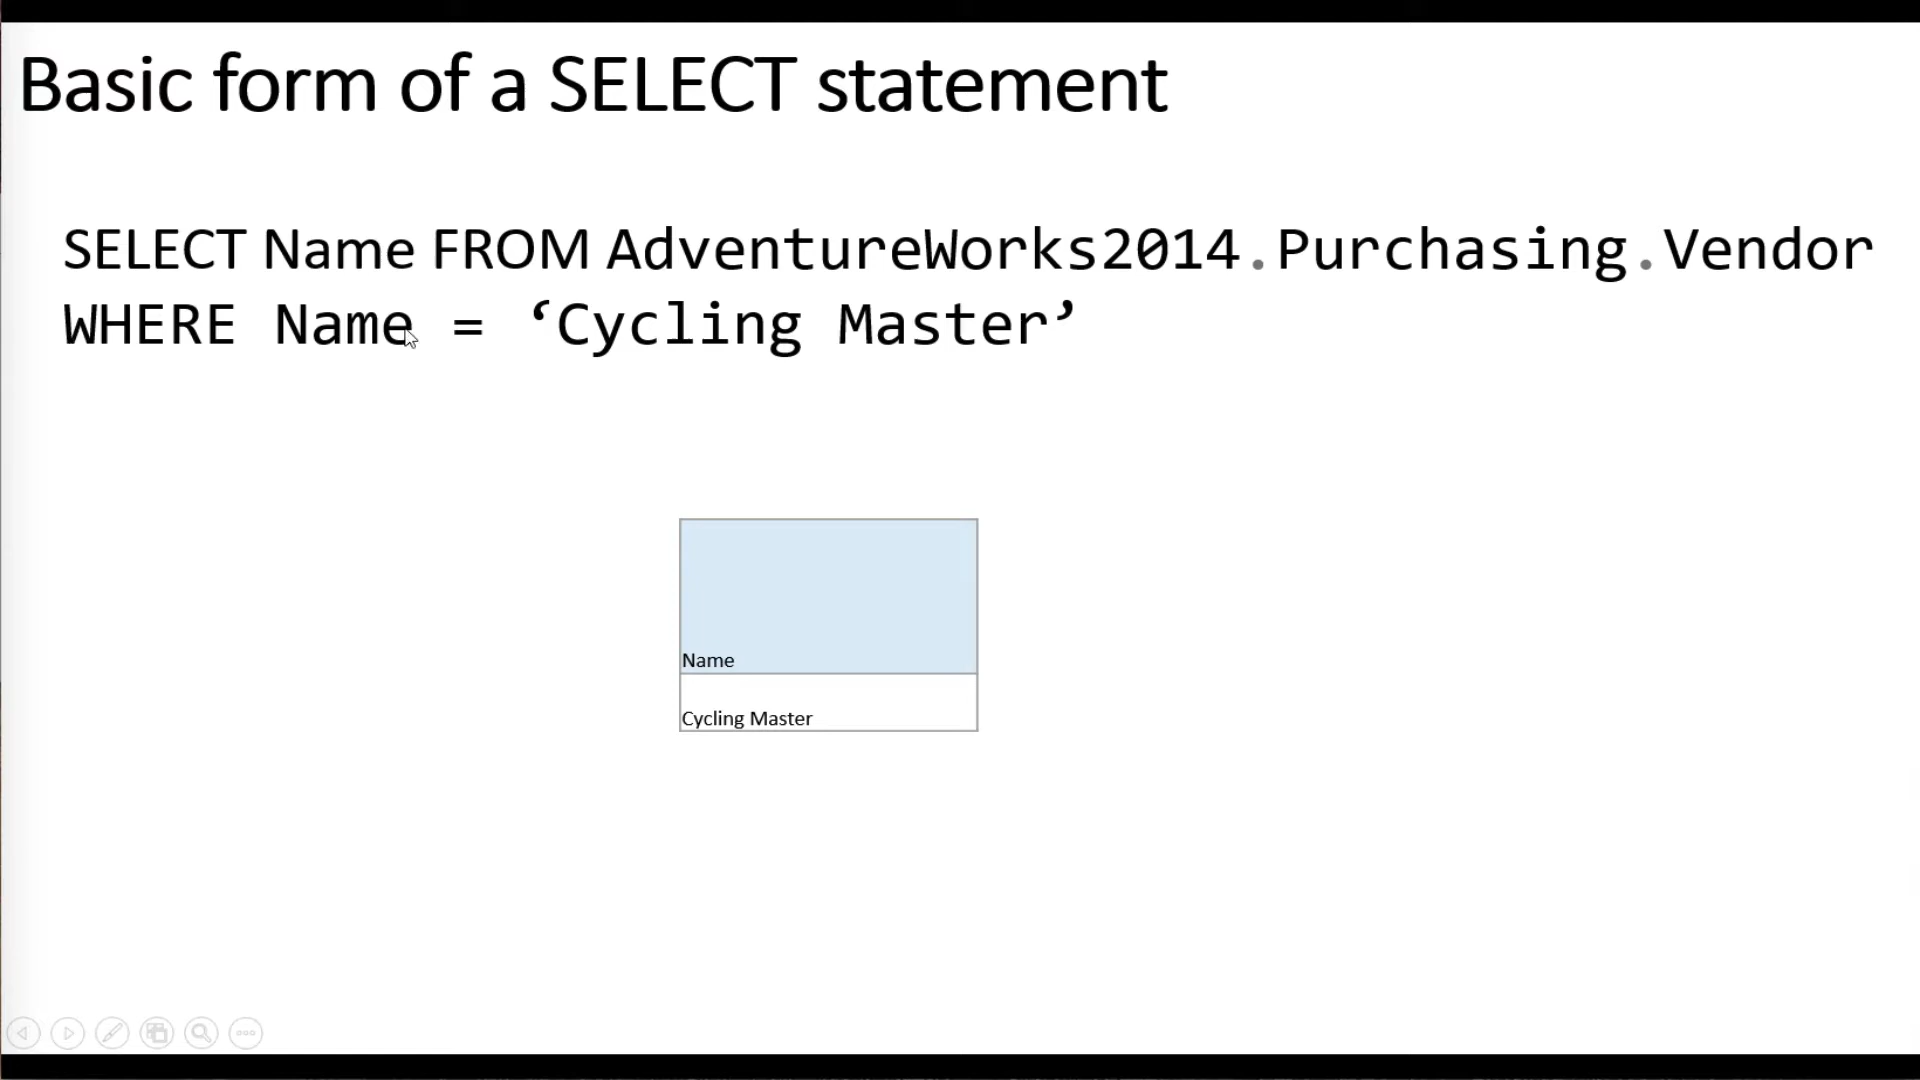 Basic form of a SELECT statement
SELECT Name FROM AdventureWorks2014.Purchasing.Vendor
WHERE Name = ‘Cycling Master’
Name
Cycling Master